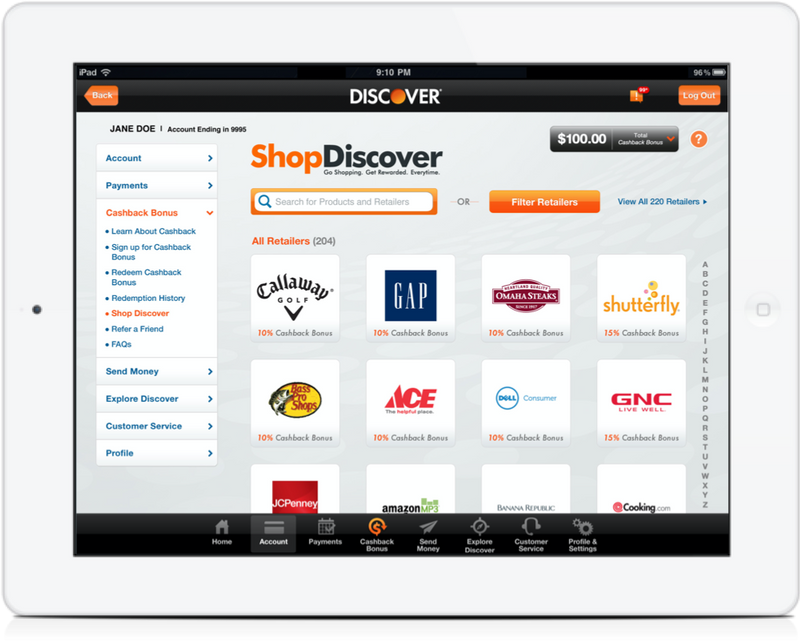 iPad
9:10 PM
96%
Back
DISCOVER
Log Out
JANE DOE | Account Ending in 9995
$100.00
Total
Cashback Bonus
?
Account
Payments
Cashback Bonus
Learn About Cashback
Sign up for Cashback
Bonus
Redeem Cashback
Bonus
Redemption History
Shop Discover
Refer a Friend
FAQs
Send Money
Explore Discover
Customer Service
Profile
ShopDiscover
Go Shopping. Get Rewarded. Everytime.
Search for Products and Retailers
OR
Filter Retailers
View All 220 Retailers
All Retailers (204)
Callaway
GOLF
10% Cashback Bonus
GAP
10% Cashback Bonus
HEARTLAND QUALITY
OMAHA STEAKS
SINCE 1917
10% Cashback Bonus
shutterfly.
15% Cashback Bonus
Bass
Pro
Shops
10% Cashback Bonus
ACE
The helpful place.
10% Cashback Bonus
DELL
Consumer
10% Cashback Bonus
GNC
LIVE WELL.
15% Cashback Bonus
JCPenney
amazonMP3
BANANA REPUBLIC
Cooking.com
A
B
C
D
E
F
G
H
I
J
K
L
M
N
O
P
Q
R
S
T
U
V
W
X
Y
Z
Home
Account
Payments
Cashback
Bonus
Send
Money
Explore
Discover
Customer
Service
Profile &
Settings